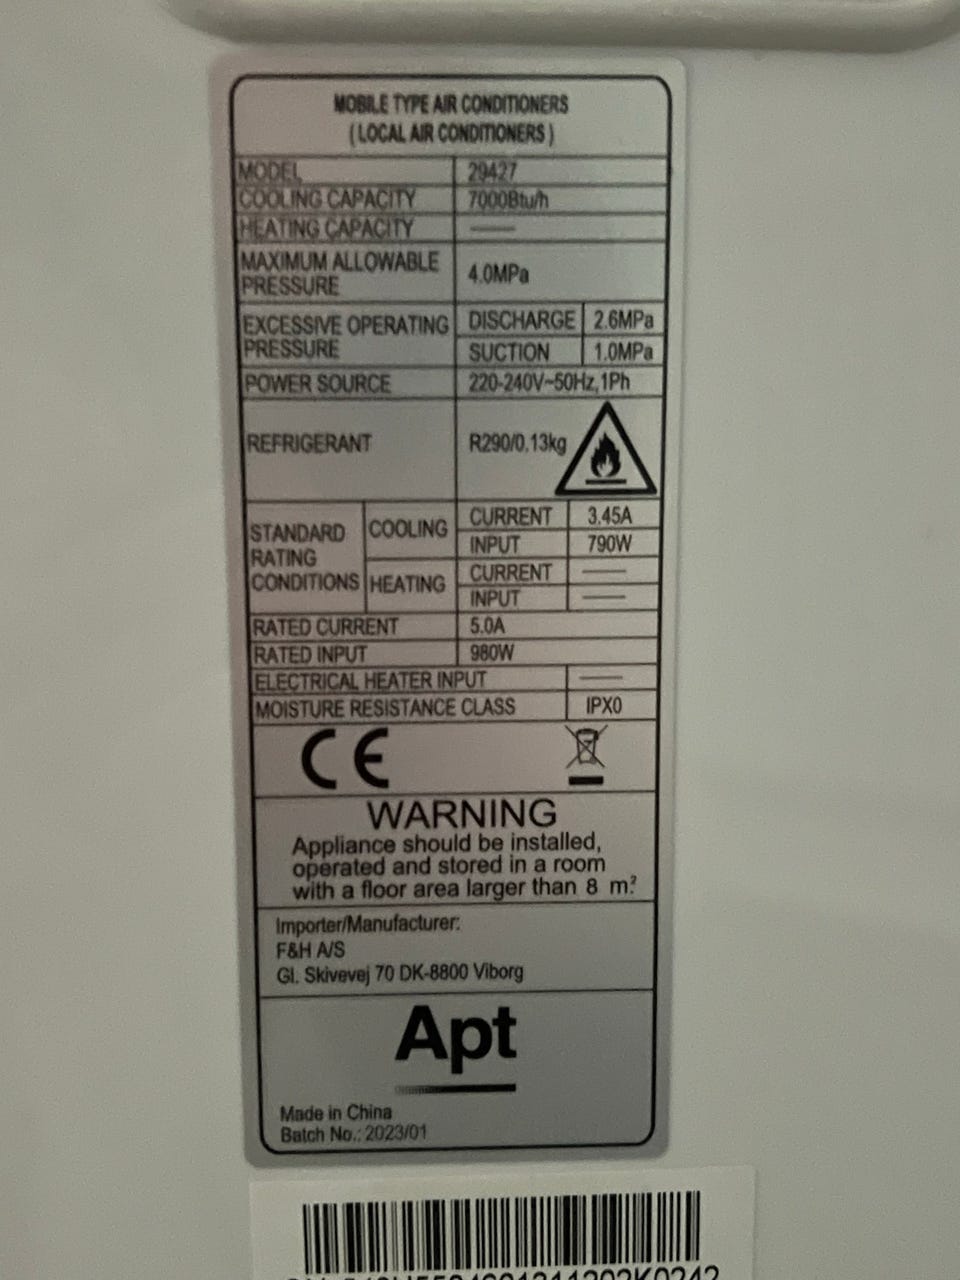 MOBILE TYPE AIR CONDITIONERS
( LOCAL AIR CONDITIONERS )
MODEL 29427
COOLING CAPACITY 7000Btu/h
HEATING CAPACITY ——
MAXIMUM ALLOWABLE PRESSURE 4.0MPa
EXCESSIVE OPERATING PRESSURE DISCHARGE 2.6MPa
SUCTION 1.0MPa
POWER SOURCE 220-240V~50Hz,1Ph
REFRIGERANT R290/0.13kg
STANDARD RATING CONDITIONS COOLING CURRENT 3.45A
INPUT 790W
HEATING CURRENT ——
INPUT ——
RATED CURRENT 5.0A
RATED INPUT 980W
ELECTRICAL HEATER INPUT ——
MOISTURE RESISTANCE CLASS IPX0
CE
WARNING
Appliance should be installed,
operated and stored in a room
with a floor area larger than 8 m²
Importer/Manufacturer:
F&H A/S
Gl. Skivevej 70 DK-8800 Viborg
Apt
Made in China
Batch No.: 2023/01